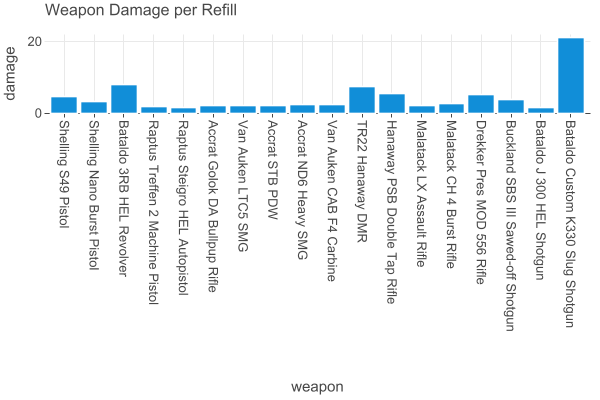 Weapon Damage per Refill
damage
20
0
Shelling S49 Pistol
Shelling Nano Burst Pistol
Bataldo 3RB HEL Revolver
Raptus Treffen 2 Machine Pistol
Raptus Steigro HEL Autopistol
Accrat Golok DA Bullpup Rifle
Van Auken LTC5 SMG
Accrat STB PDW
Accrat ND6 Heavy SMG
Van Auken CAB F4 Carbine
TR22 Hanaway DMR
Hanaway PSB Double Tap Rifle
Malatack LX Assault Rifle
Malatack CH 4 Burst Rifle
Drekker Pres MOD 556 Rifle
Buckland SBS III Sawed-off Shotgun
Bataldo J 300 HEL Shotgun
Bataldo Custom K330 Slug Shotgun
weapon